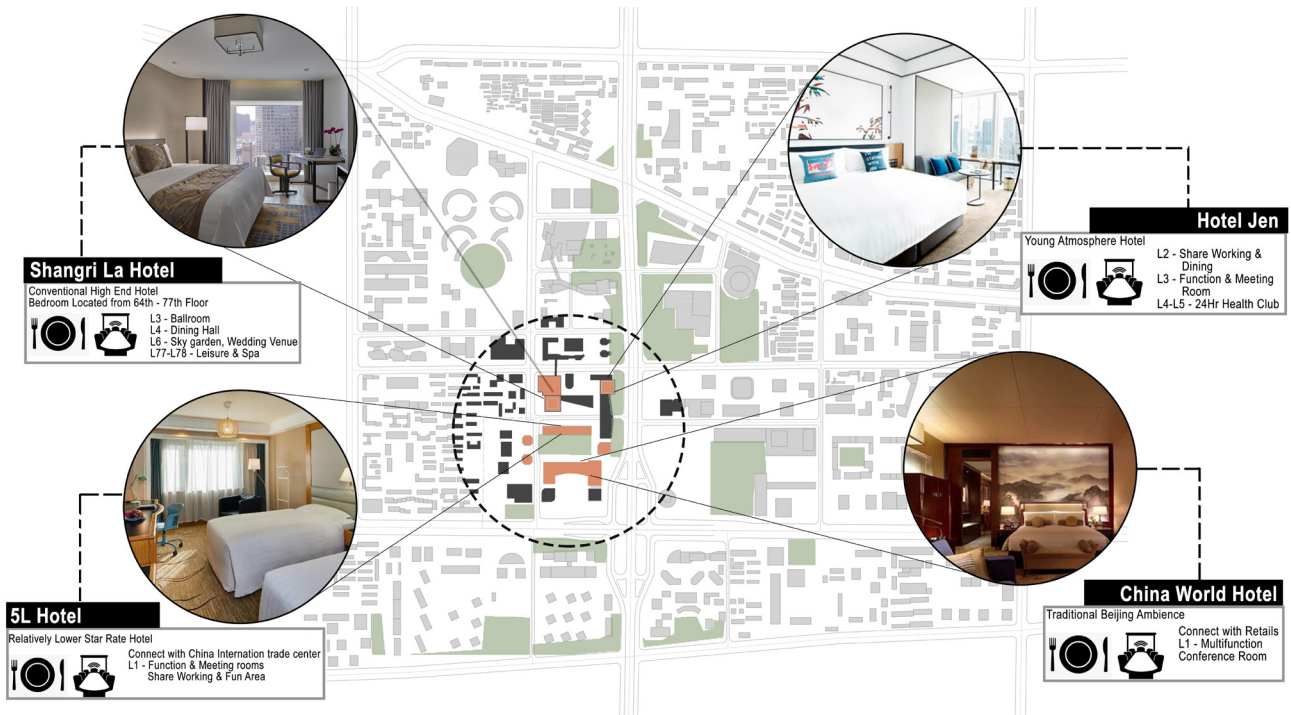 Shangri La Hotel
Conventional High End Hotel
Bedroom Located from 64th - 77th Floor
L3 - Ballroom
L4 - Dining Hall
L6 - Sky garden, Wedding Venue
L77-L78 - Leisure & Spa
Hotel Jen
Young Atmosphere Hotel
L2 - Share Working &
Dining
L3 - Function & Meeting
Room
L4-L5 - 24Hr Health Club
5L Hotel
Relatively Lower Star Rate Hotel
Connect with China Internation trade center
L1 - Function & Meeting rooms
Share Working & Fun Area
China World Hotel
Traditional Beijing Ambience
Connect with Retails
L1 - Multifunction
Conference Room